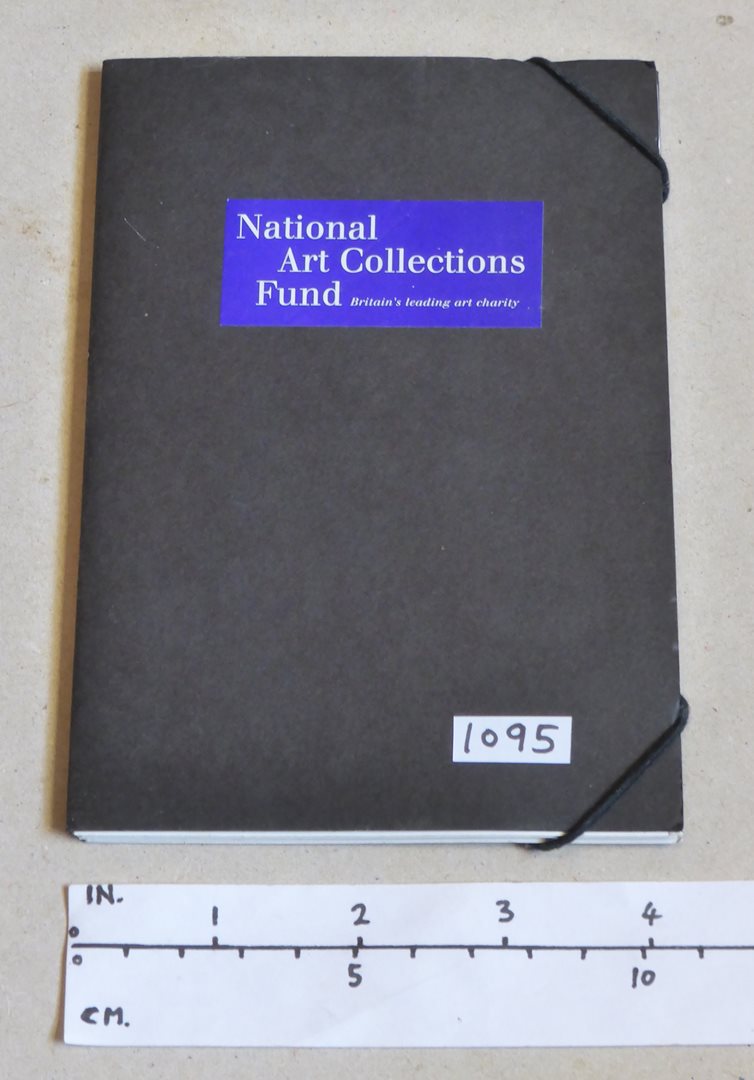 National
Art Collections
Fund Britain's leading art charity
1095
IN.
0 1 2 3 4
0 5 10
CM.